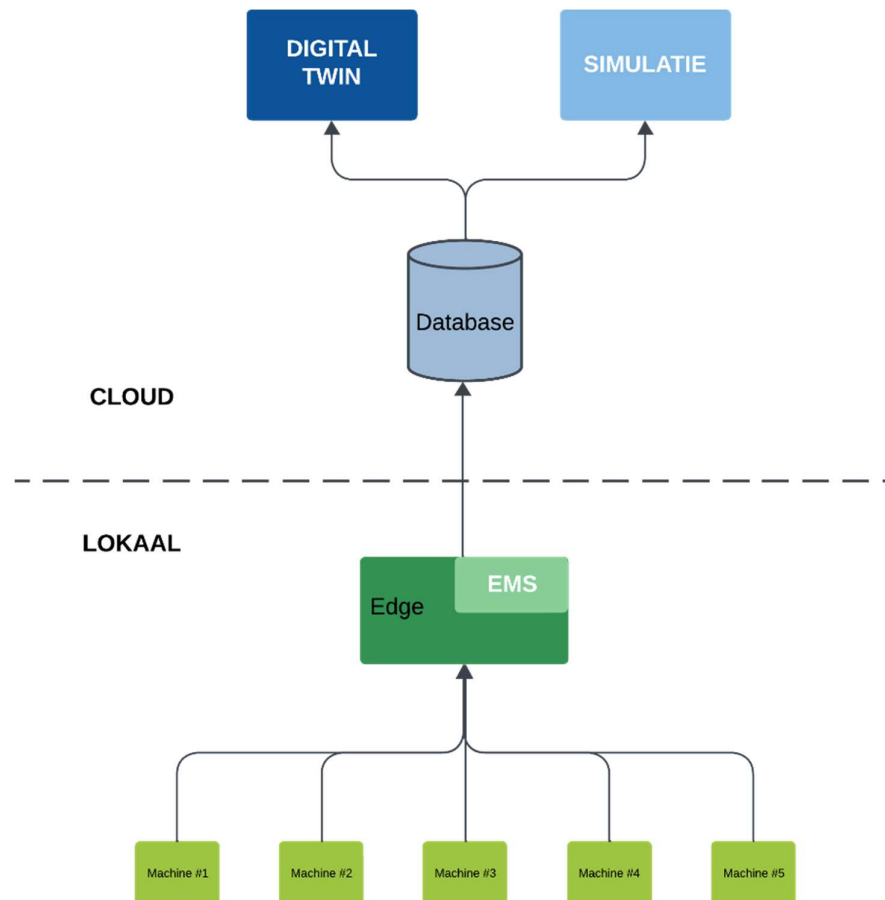 DIGITAL
TWIN
SIMULATIE
Database
CLOUD
LOKAAL
EMS
Edge
Machine #1
Machine #2
Machine #3
Machine #4
Machine #5